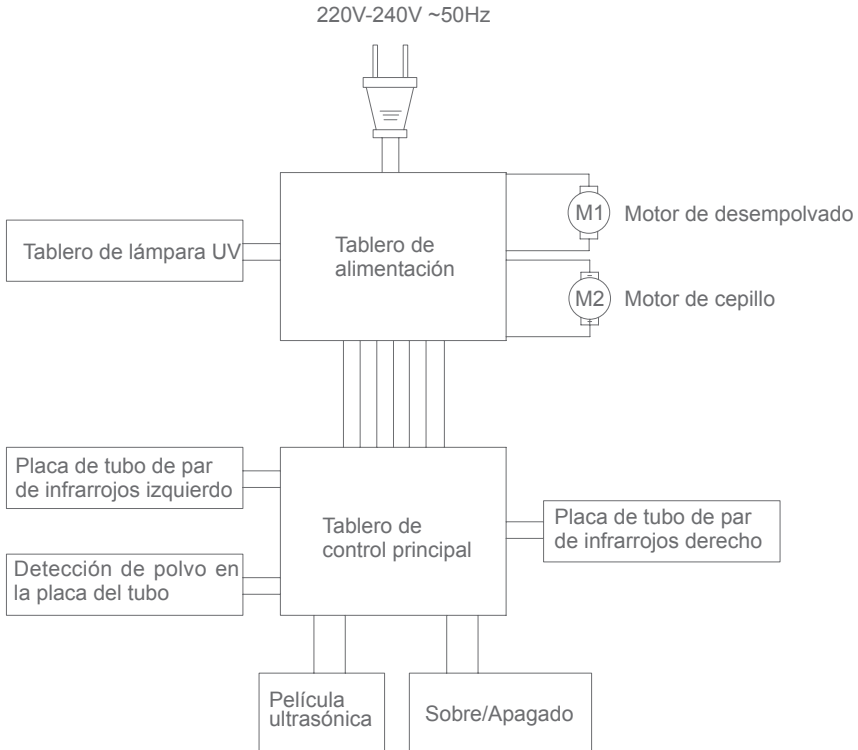 220V-240V ~50Hz
M1
Motor de desempolvado
Tablero de lámpara UV
Tablero de
alimentación
M2
Motor de cepillo
Placa de tubo de par
de infrarrojos izquierdo
Tablero de
control principal
Placa de tubo de par
de infrarrojos derecho
Detección de polvo en
la placa del tubo
Película
ultrasónica
Sobre/Apagado